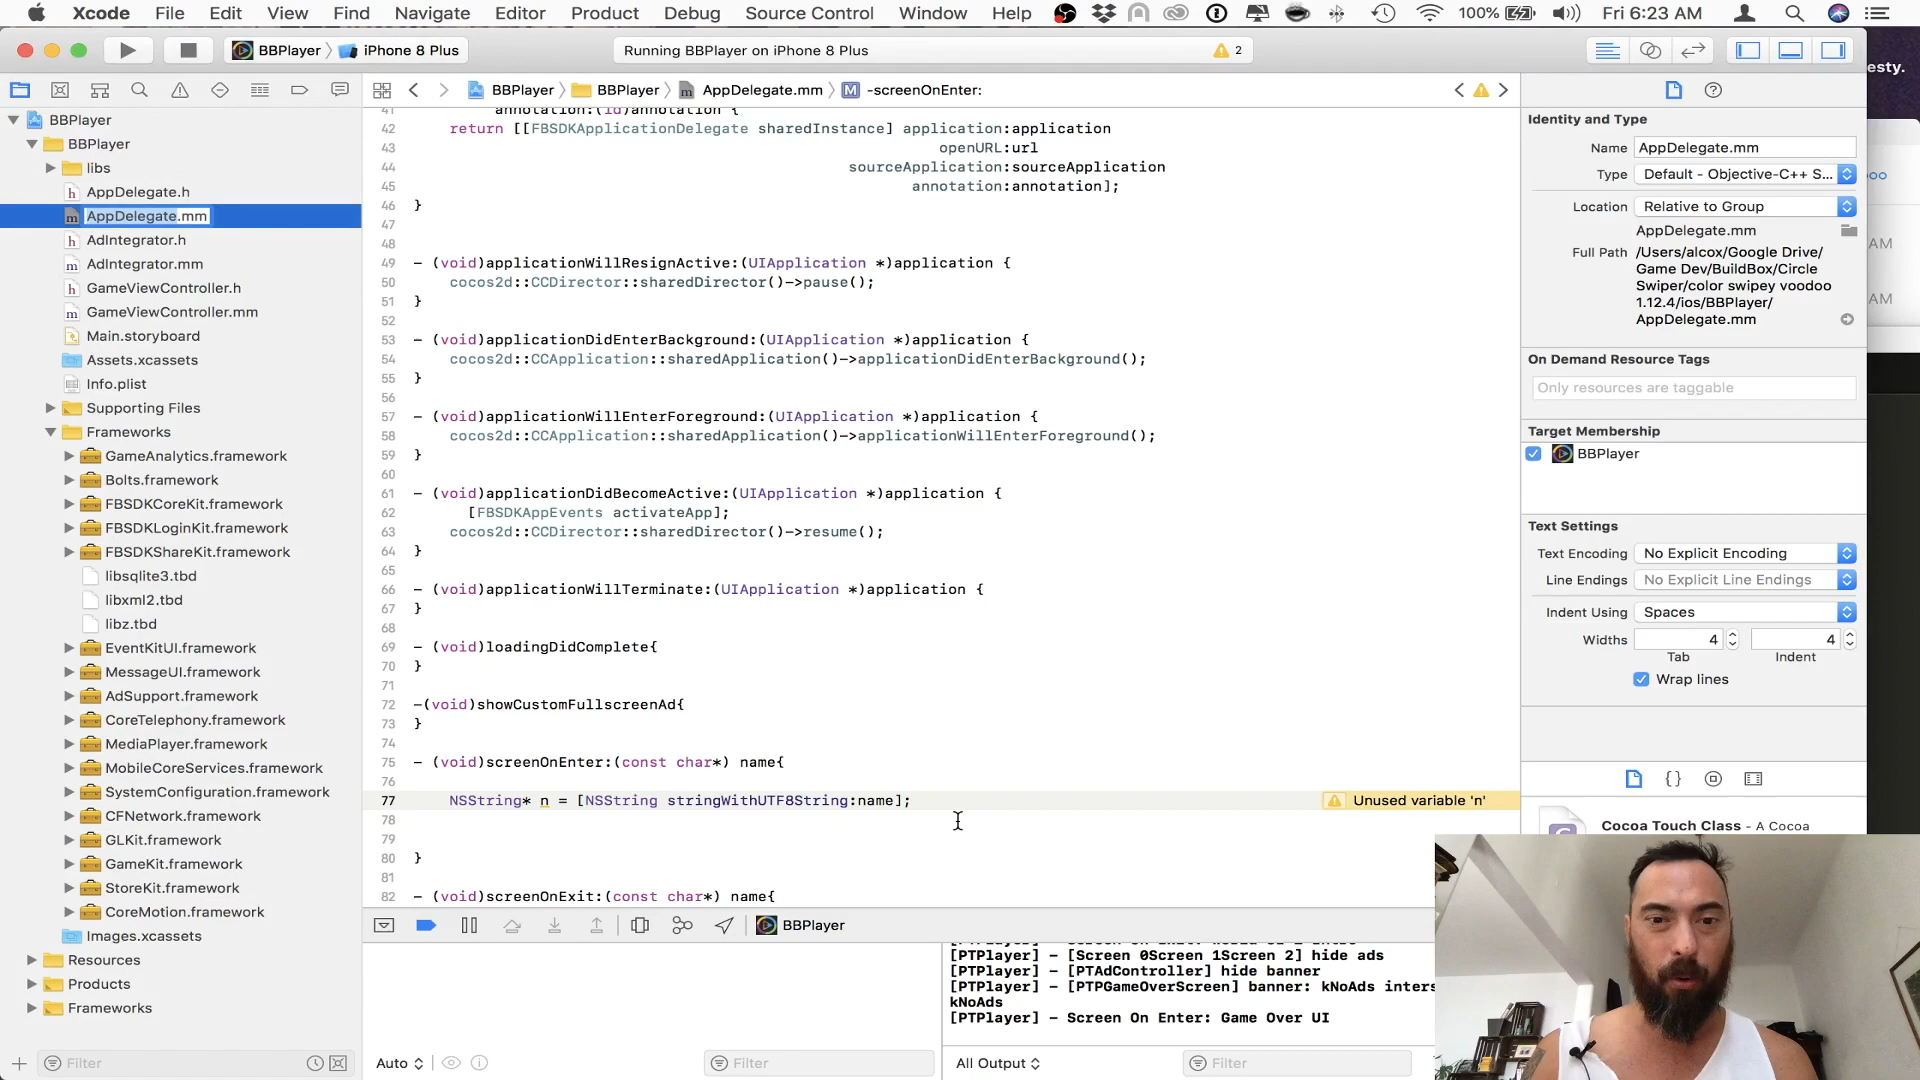 Xcode File Edit View Find Navigate Editor Product Debug Source Control Window Help 100% Fri 6:23 AM
BBPlayer iPhone 8 Plus Running BBPlayer on iPhone 8 Plus 2
esty.
BBPlayer BBPlayer AppDelegate.mm M -screenOnEnter:
BBPlayer
BBPlayer
libs
h AppDelegate.h
m AppDelegate.mm
h AdIntegrator.h
m AdIntegrator.mm
h GameViewController.h
m GameViewController.mm
Main.storyboard
Assets.xcassets
Info.plist
Supporting Files
Frameworks
GameAnalytics.framework
Bolts.framework
FBSDKCoreKit.framework
FBSDKLoginKit.framework
FBSDKShareKit.framework
libsqlite3.tbd
libxml2.tbd
libz.tbd
EventKitUI.framework
MessageUI.framework
AdSupport.framework
CoreTelephony.framework
MediaPlayer.framework
MobileCoreServices.framework
SystemConfiguration.framework
CFNetwork.framework
GLKit.framework
GameKit.framework
StoreKit.framework
CoreMotion.framework
Images.xcassets
Resources
Products
Frameworks
Filter
41 annotation:(id)annotation {
42 return [[FBSDKApplicationDelegate sharedInstance] application:application
43 openURL:url
44 sourceApplication:sourceApplication
45 annotation:annotation];
46 }
47
48
49 - (void)applicationWillResignActive:(UIApplication *)application {
50 cocos2d::CCDirector::sharedDirector()->pause();
51 }
52
53 - (void)applicationDidEnterBackground:(UIApplication *)application {
54 cocos2d::CCApplication::sharedApplication()->applicationDidEnterBackground();
55 }
56
57 - (void)applicationWillEnterForeground:(UIApplication *)application {
58 cocos2d::CCApplication::sharedApplication()->applicationWillEnterForeground();
59 }
60
61 - (void)applicationDidBecomeActive:(UIApplication *)application {
62 [FBSDKAppEvents activateApp];
63 cocos2d::CCDirector::sharedDirector()->resume();
64 }
65
66 - (void)applicationWillTerminate:(UIApplication *)application {
67 }
68
69 - (void)loadingDidComplete{
70 }
71
72 -(void)showCustomFullscreenAd{
73 }
74
75 - (void)screenOnEnter:(const char*) name{
76
77 NSString* n = [NSString stringWithUTF8String:name]; Unused variable 'n'
78
79
80 }
81
82 - (void)screenOnExit:(const char*) name{
BBPlayer
[PTPlayer] - [Screen 0Screen 1Screen 2] hide ads
[PTPlayer] - [PTAdController] hide banner
[PTPlayer] - [PTPGameOverScreen] banner: kNoAds inters
kNoAds
[PTPlayer] - Screen On Enter: Game Over UI
Auto Filter All Output Filter
Identity and Type
Name AppDelegate.mm
Type Default - Objective-C++ S...
Location Relative to Group
AppDelegate.mm
Full Path /Users/alcox/Google Drive/
Game Dev/BuildBox/Circle
Swiper/color swipey voodoo
1.12.4/ios/BBPlayer/
AppDelegate.mm
On Demand Resource Tags
Only resources are taggable
Target Membership
BBPlayer
Text Settings
Text Encoding No Explicit Encoding
Line Endings No Explicit Line Endings
Indent Using Spaces
Widths 4 4
Tab Indent
Wrap lines
Cocoa Touch Class - A Cocoa
AM
AM